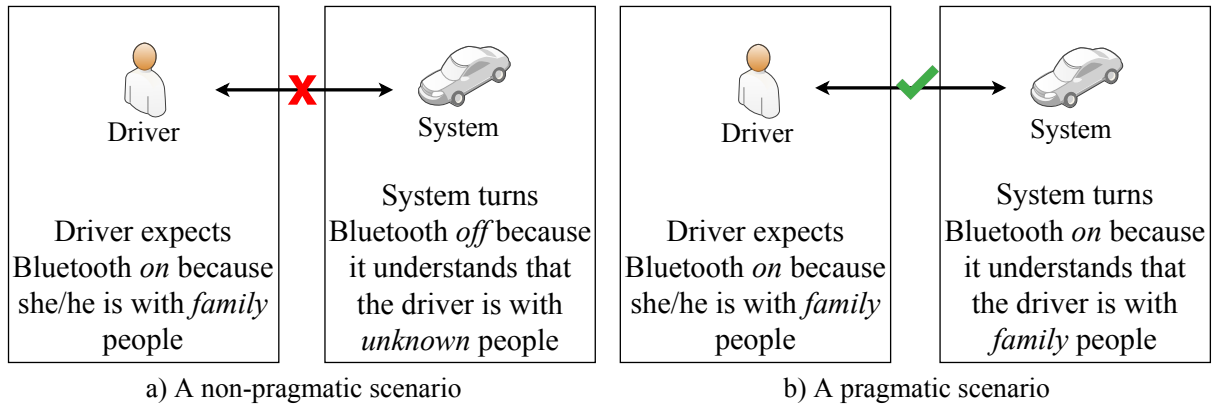 Driver
System
Driver expects
Bluetooth on because
she/he is with family
people
System turns
Bluetooth off because
it understands that
the driver is with
unknown people
a) A non-pragmatic scenario
Driver
System
Driver expects
Bluetooth on because
she/he is with family
people
System turns
Bluetooth on because
it understands that
the driver is with
family people
b) A pragmatic scenario